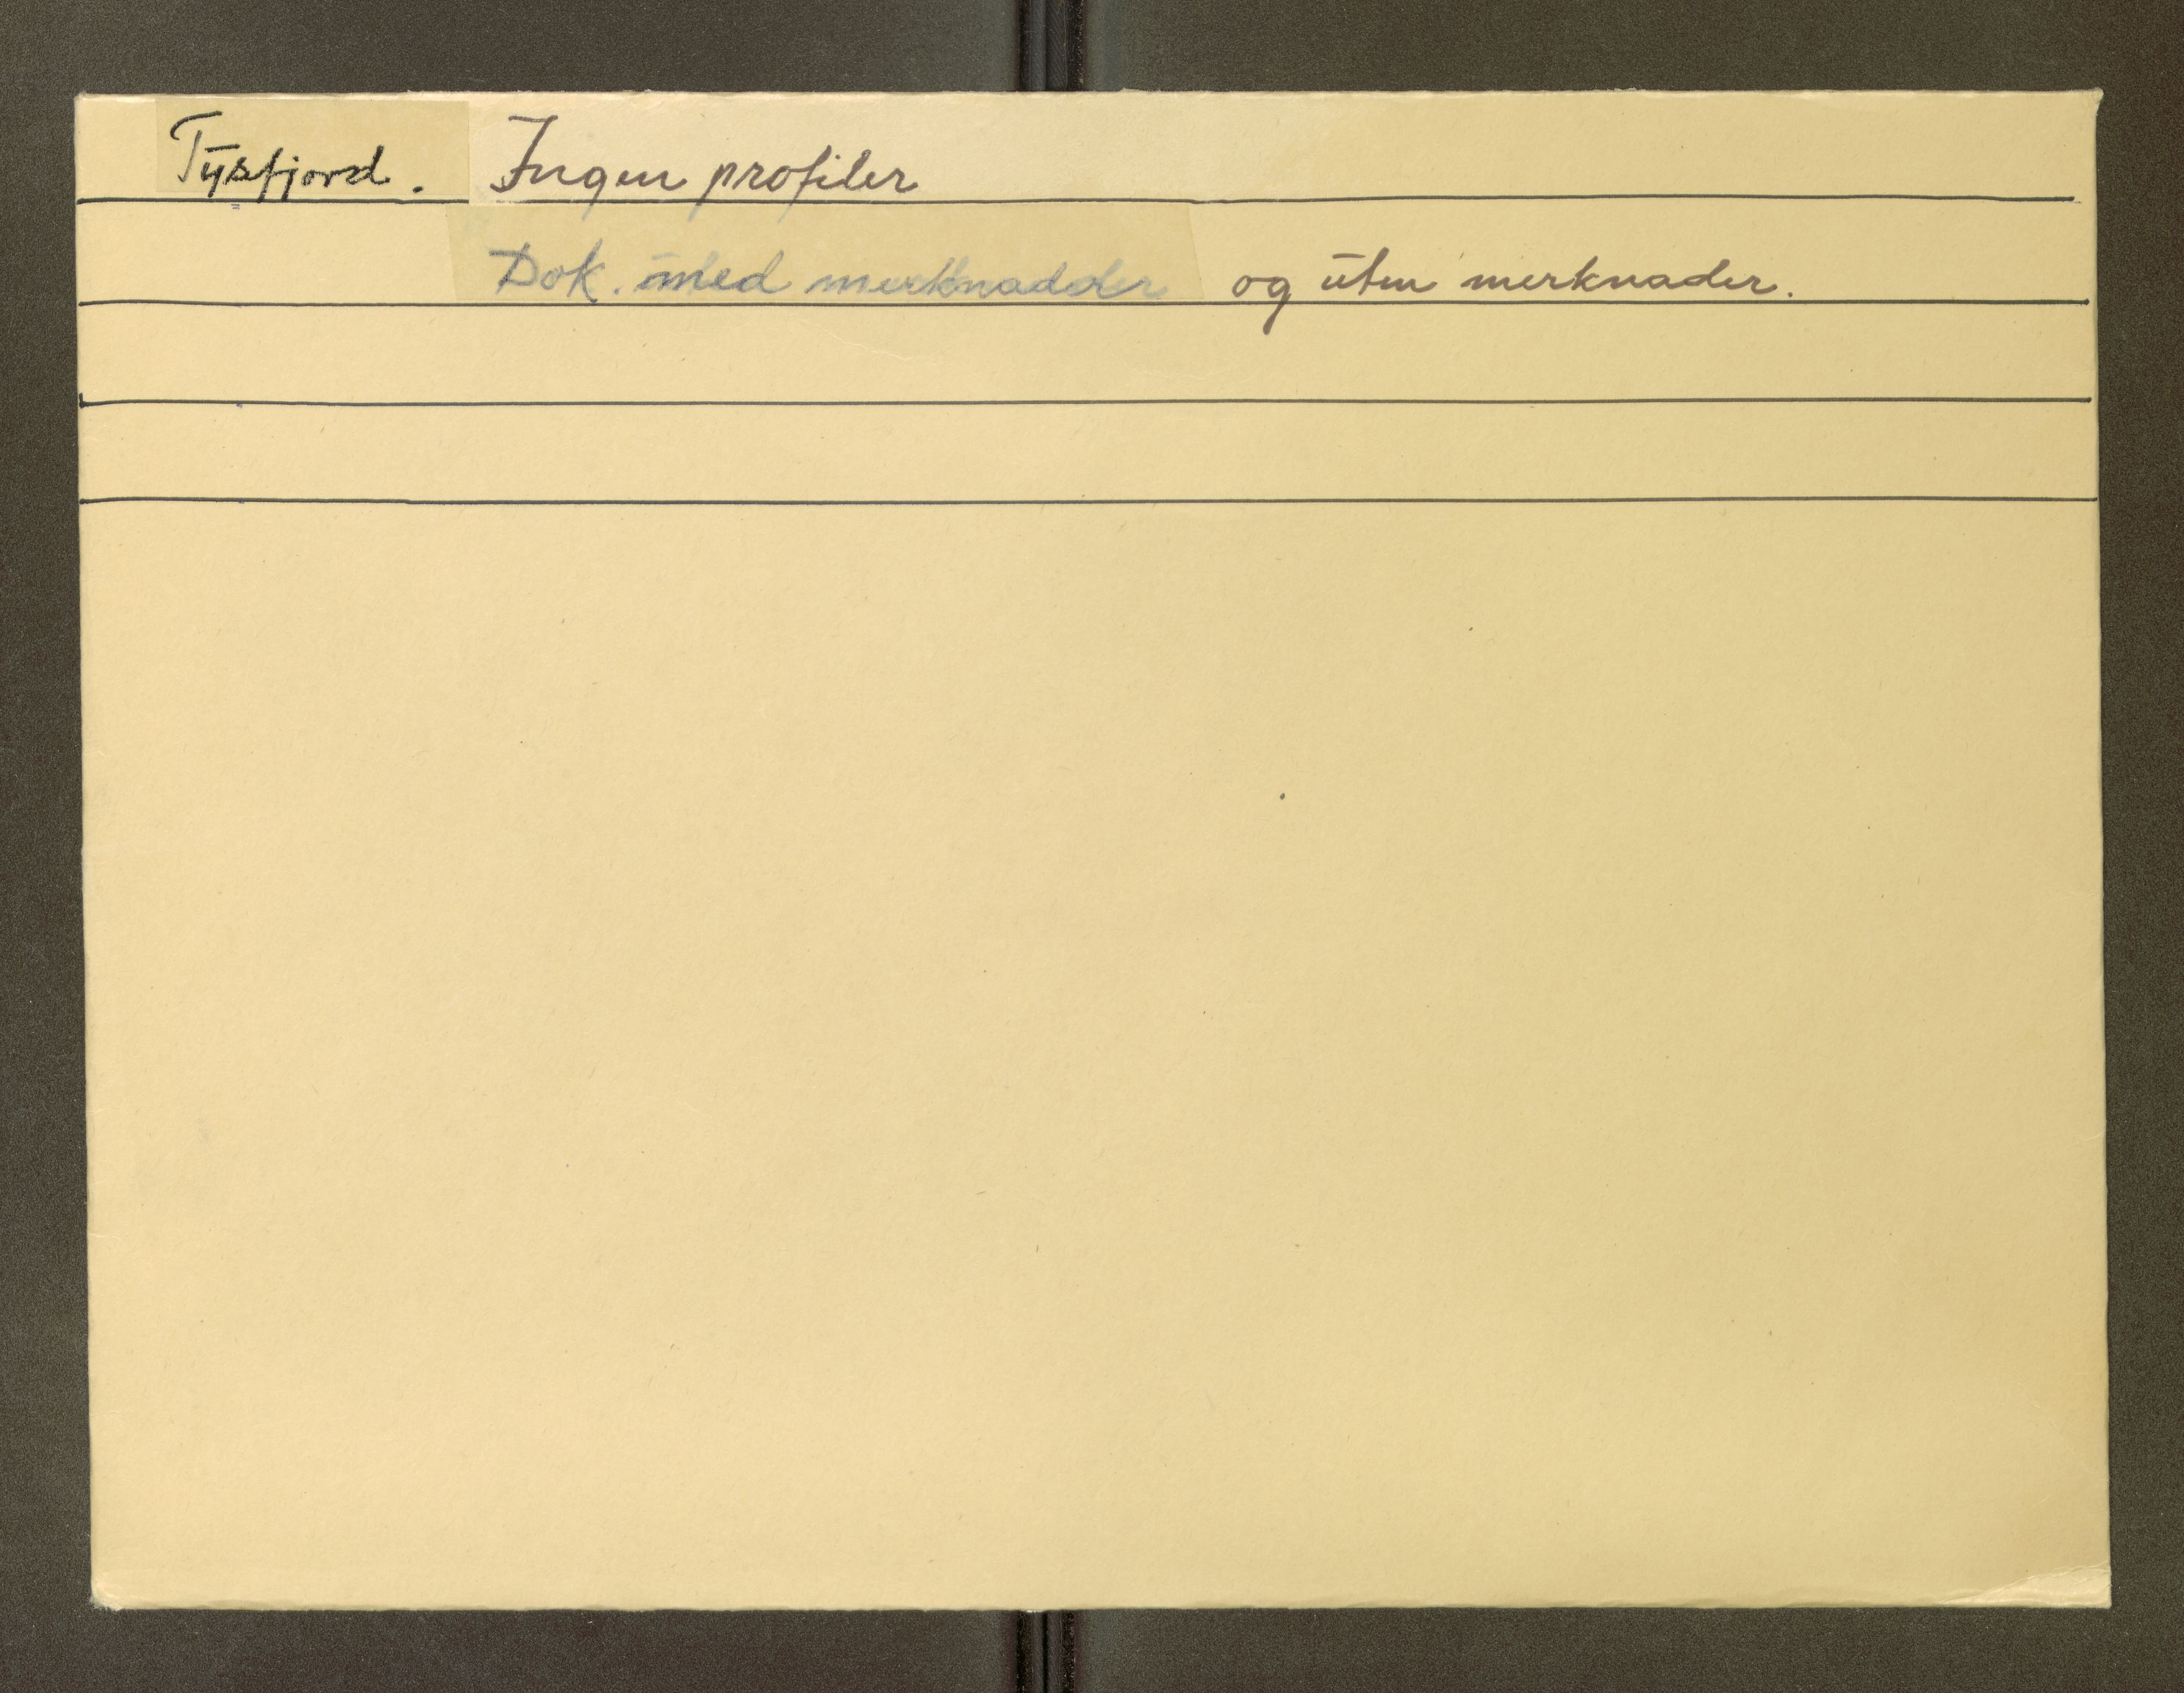 Tysfjord. Ingen profiler
Dok. med merknadder og uten merknader.